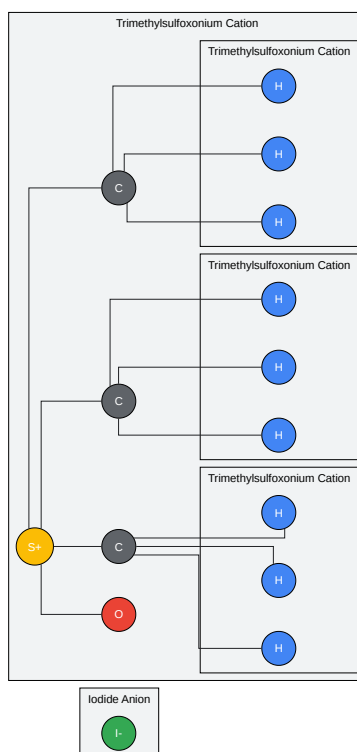 Trimethylsulfoxonium Cation
Trimethylsulfoxonium Cation
H
H
C
H
Trimethylsulfoxonium Cation
H
H
C
H
Trimethylsulfoxonium Cation
H
S+
C
H
O
H
Iodide Anion
I-